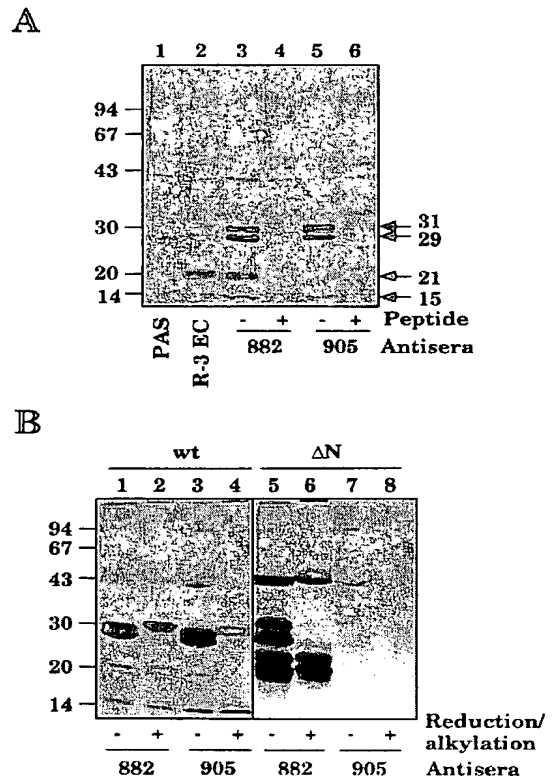 A
1 2 3 4 5 6
94
67
43
30
20
14
31
29
21
15
PAS
R-3 EC
- + - + Peptide
882 905 Antisera
B
wt ΔN
1 2 3 4 5 6 7 8
94
67
43
30
20
14
Reduction/
- + - + - + - + alkylation
882 905 882 905 Antisera